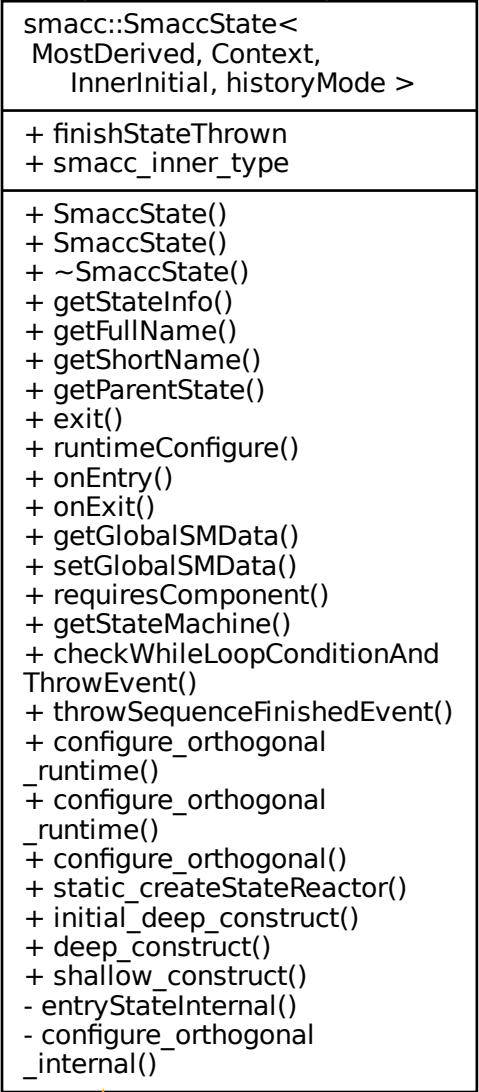 smacc::SmaccState<
MostDerived, Context,
InnerInitial, historyMode >
+ finishStateThrown
+ smacc_inner_type
+ SmaccState()
+ SmaccState()
+ ~SmaccState()
+ getStateInfo()
+ getFullName()
+ getShortName()
+ getParentState()
+ exit()
+ runtimeConfigure()
+ onEntry()
+ onExit()
+ getGlobalSMData()
+ setGlobalSMData()
+ requiresComponent()
+ getStateMachine()
+ checkWhileLoopConditionAnd
ThrowEvent()
+ throwSequenceFinishedEvent()
+ configure_orthogonal
_runtime()
+ configure_orthogonal
_runtime()
+ configure_orthogonal()
+ static_createStateReactor()
+ initial_deep_construct()
+ deep_construct()
+ shallow_construct()
- entryStateInternal()
- configure_orthogonal
_internal()